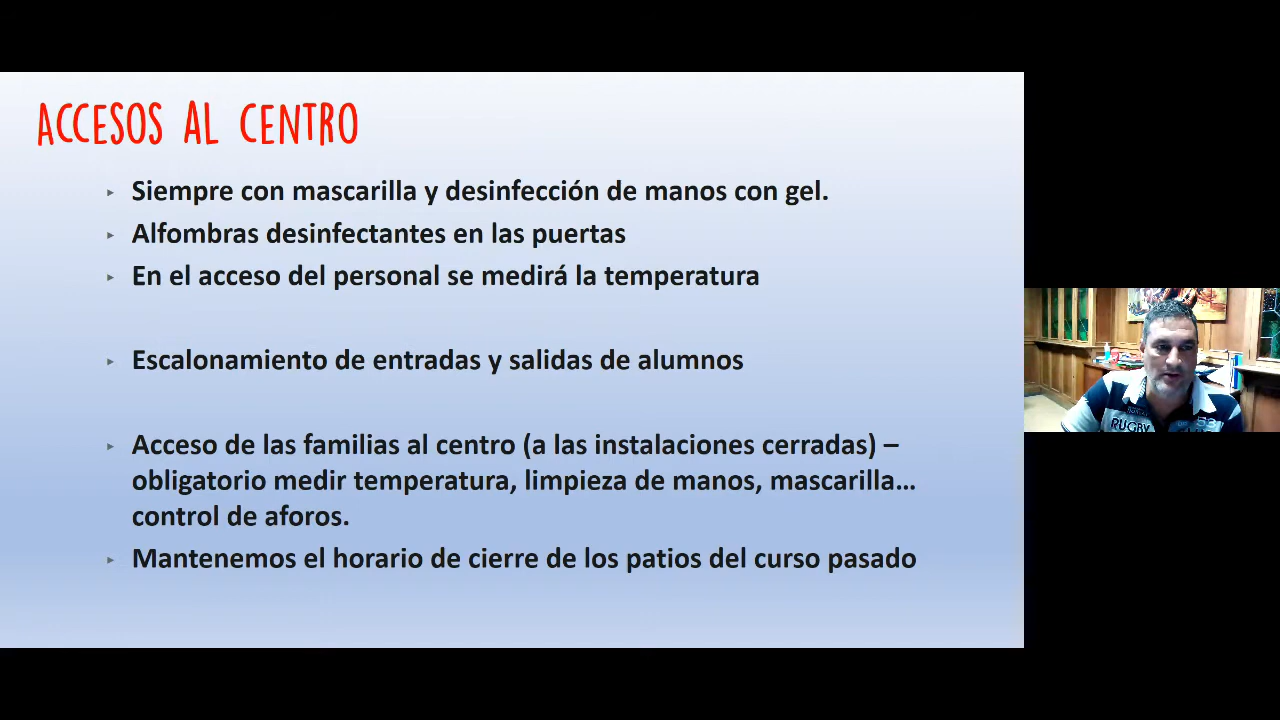 ACCESOS AL CENTRO
Siempre con mascarilla y desinfección de manos con gel.
Alfombras desinfectantes en las puertas
En el acceso del personal se medirá la temperatura
Escalonamiento de entradas y salidas de alumnos
Acceso de las familias al centro (a las instalaciones cerradas) –
obligatorio medir temperatura, limpieza de manos, mascarilla...
control de aforos.
Mantenemos el horario de cierre de los patios del curso pasado
RUGBY